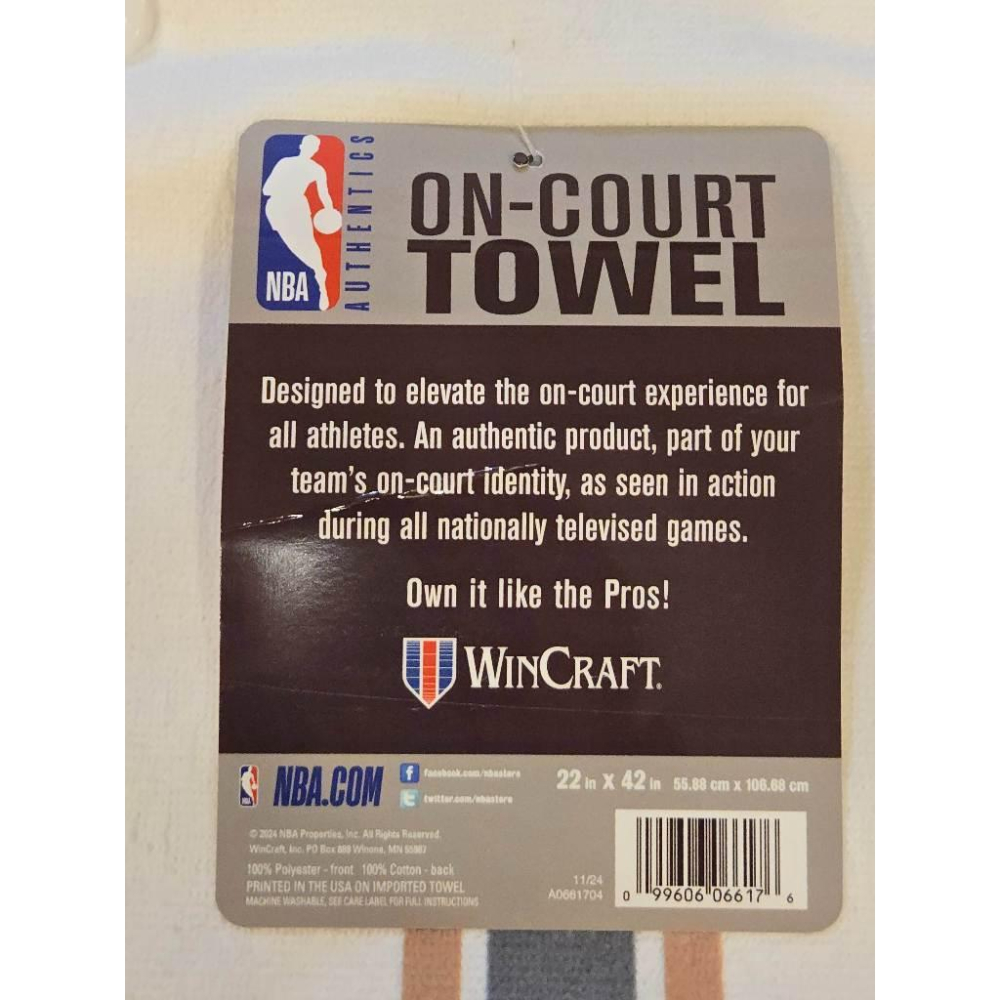 NBA
AUTHENTICS
ON-COURT
TOWEL
Designed to elevate the on-court experience for
all athletes. An authentic product, part of your
team's on-court identity, as seen in action
during all nationally televised games.
Own it like the Pros!
WINCRAFT.
NBA.COM
facebook.com/nbastore
twitter.com/nbastore
22 in X 42 in 55.88 cm x 106.68 cm
© 2024 NBA Properties, Inc. All Rights Reserved.
WinCraft, Inc. PO Box 888 Winona, MN 55987
100% Polyester - front 100% Cotton - back
PRINTED IN THE USA ON IMPORTED TOWEL
MACHINE WASHABLE, SEE CARE LABEL FOR FULL INSTRUCTIONS
11/24
A0661704
0 99606 06617 6